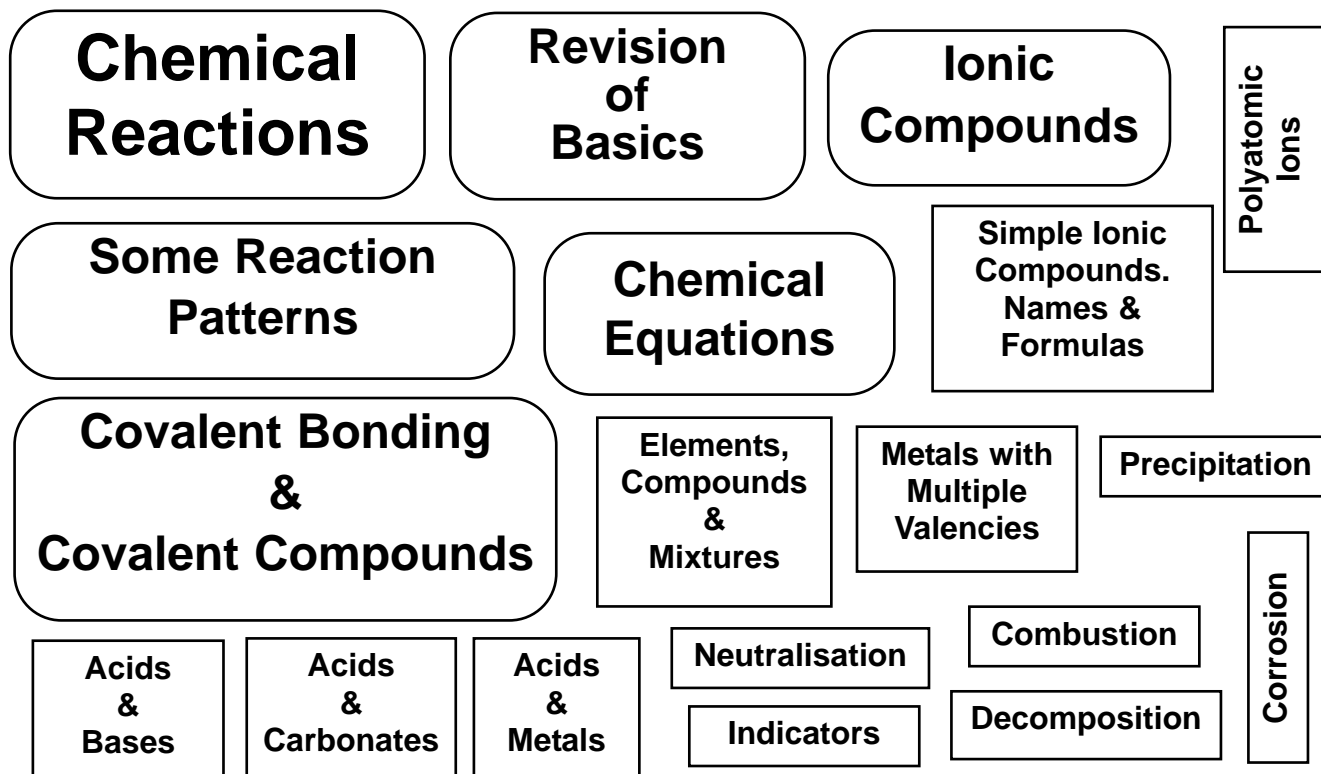 Chemical
Reactions
Revision
of
Basics
Ionic
Compounds
Polyatomic
Ions
Some Reaction
Patterns
Chemical
Equations
Simple Ionic
Compounds.
Names &
Formulas
Covalent Bonding
&
Covalent Compounds
Elements,
Compounds
&
Mixtures
Metals with
Multiple
Valencies
Precipitation
Corrosion
Acids
&
Bases
Acids
&
Carbonates
Acids
&
Metals
Neutralisation
Combustion
Indicators
Decomposition